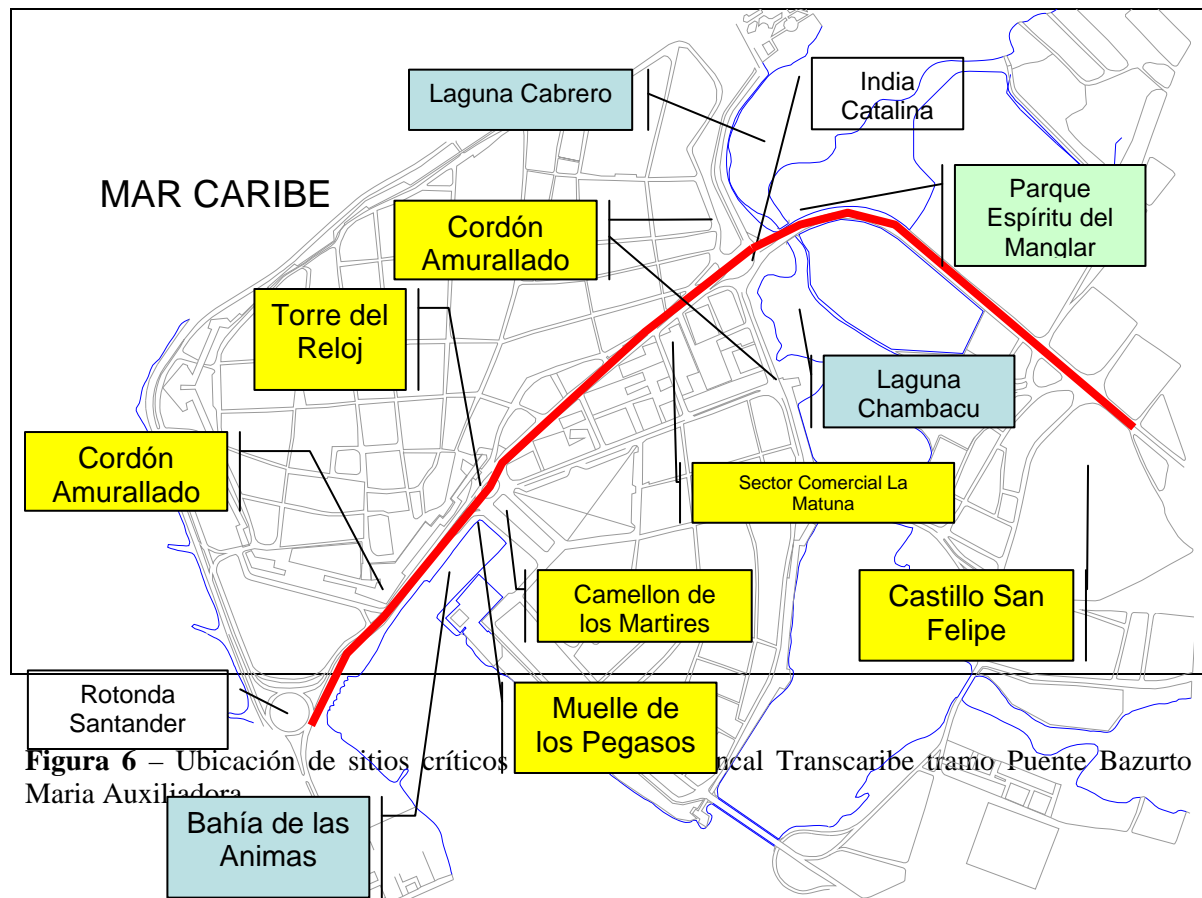 Laguna Cabrero
India
Catalina
MAR CARIBE
Parque
Espíritu del
Manglar
Cordón
Amurallado
Torre del
Reloj
Laguna
Chambacu
Cordón
Amurallado
Sector Comercial La
Matuna
Camellon de
los Martires
Castillo San
Felipe
Rotonda
Santander
Muelle de
los Pegasos
Figura 6 – Ubicación de sitios críticos Transcaribe tramo Puente Bazurto
Maria Auxiliadora
Bahía de las
Animas